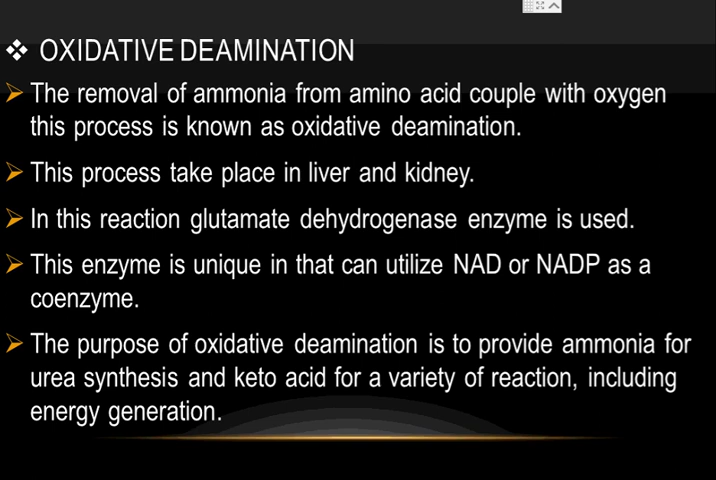 ❖ OXIDATIVE DEAMINATION
➢ The removal of ammonia from amino acid couple with oxygen
this process is known as oxidative deamination.
➢ This process take place in liver and kidney.
➢ In this reaction glutamate dehydrogenase enzyme is used.
➢ This enzyme is unique in that can utilize NAD or NADP as a
coenzyme.
➢ The purpose of oxidative deamination is to provide ammonia for
urea synthesis and keto acid for a variety of reaction, including
energy generation.